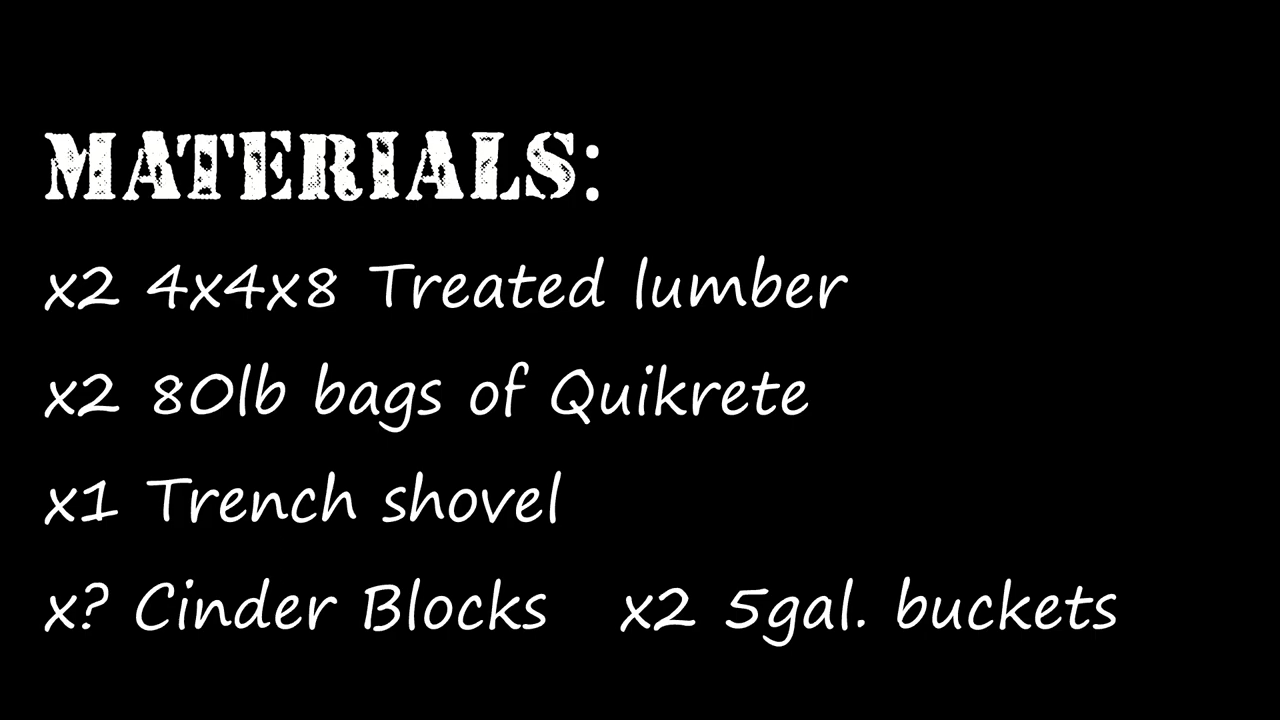 MATERIALS:
x2 4x4x8 Treated lumber
x2 80lb bags of Quikrete
x1 Trench shovel
x? Cinder Blocks x2 5gal. buckets